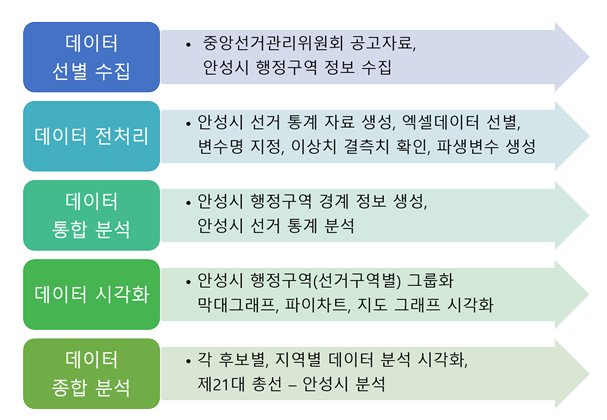 데이터
선별 수집
• 중앙선거관리위원회 공고자료,
안성시 행정구역 정보 수집
데이터 전처리
• 안성시 선거 통계 자료 생성, 엑셀데이터 선별,
변수명 지정, 이상치 결측치 확인, 파생변수 생성
데이터
통합 분석
• 안성시 행정구역 경계 정보 생성,
안성시 선거 통계 분석
데이터 시각화
• 안성시 행정구역(선거구역별) 그룹화
막대그래프, 파이차트, 지도 그래프 시각화
데이터
종합 분석
• 각 후보별, 지역별 데이터 분석 시각화,
제21대 총선 – 안성시 분석